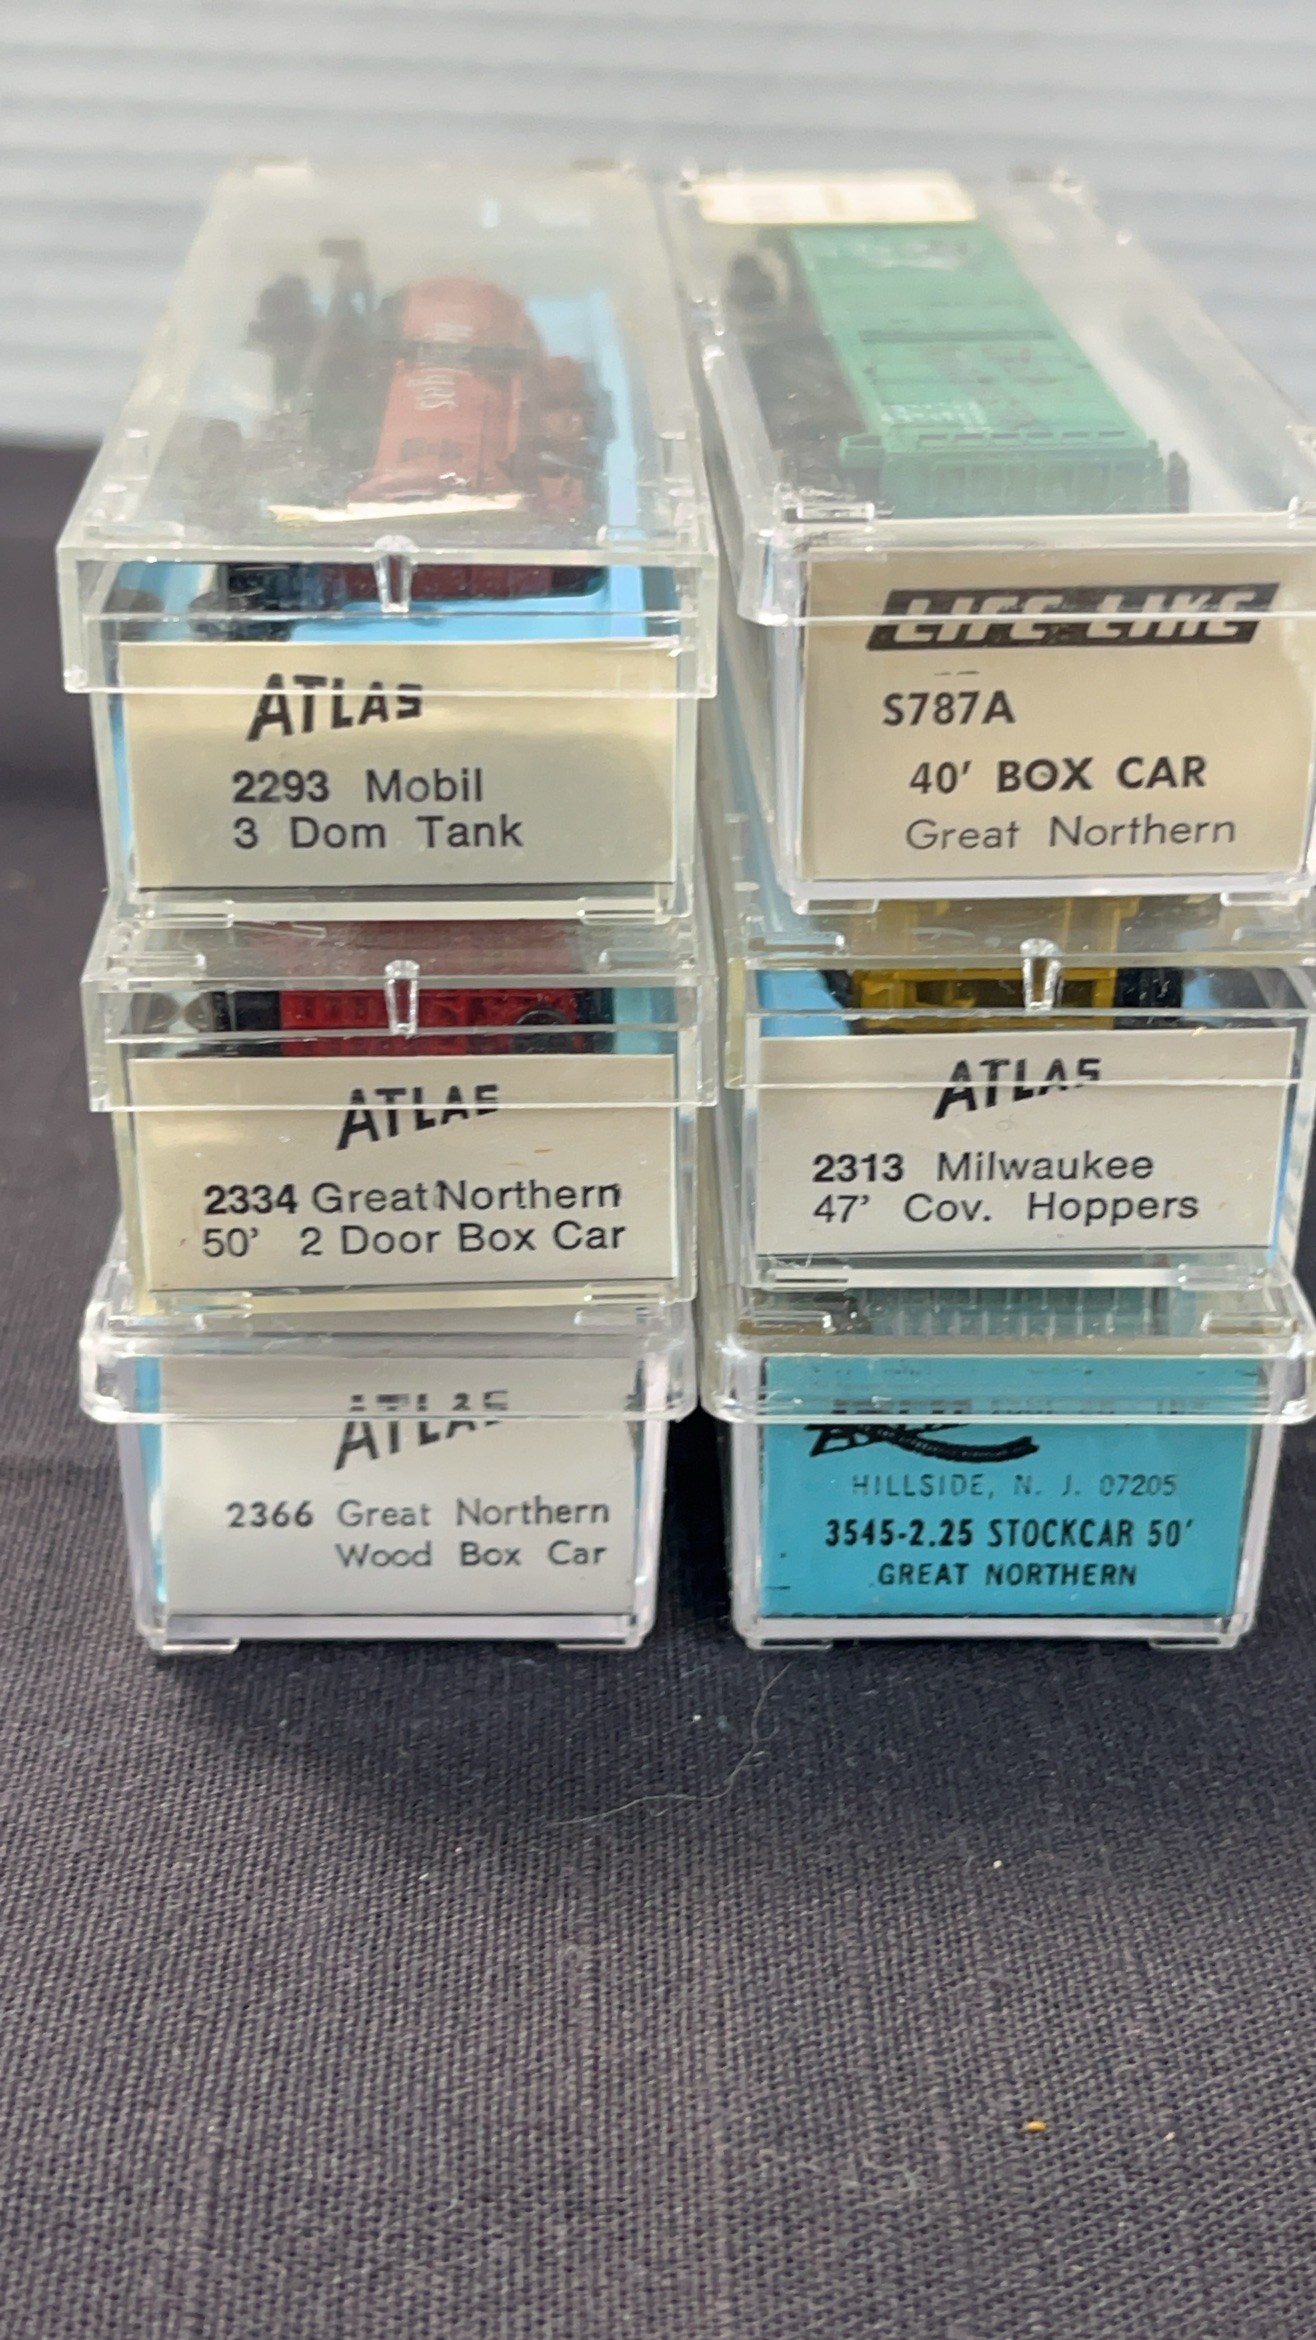 ATLAS
2293 Mobil
3 Dom Tank
LIFE-LIKE
S787A
40' BOX CAR
Great Northern
ATLAS
2334 Great Northern
50' 2 Door Box Car
ATLAS
2313 Milwaukee
47' Cov. Hoppers
ATLAS
2366 Great Northern
Wood Box Car
HILLSIDE, N. J. 07205
3545-2.25 STOCKCAR 50'
GREAT NORTHERN